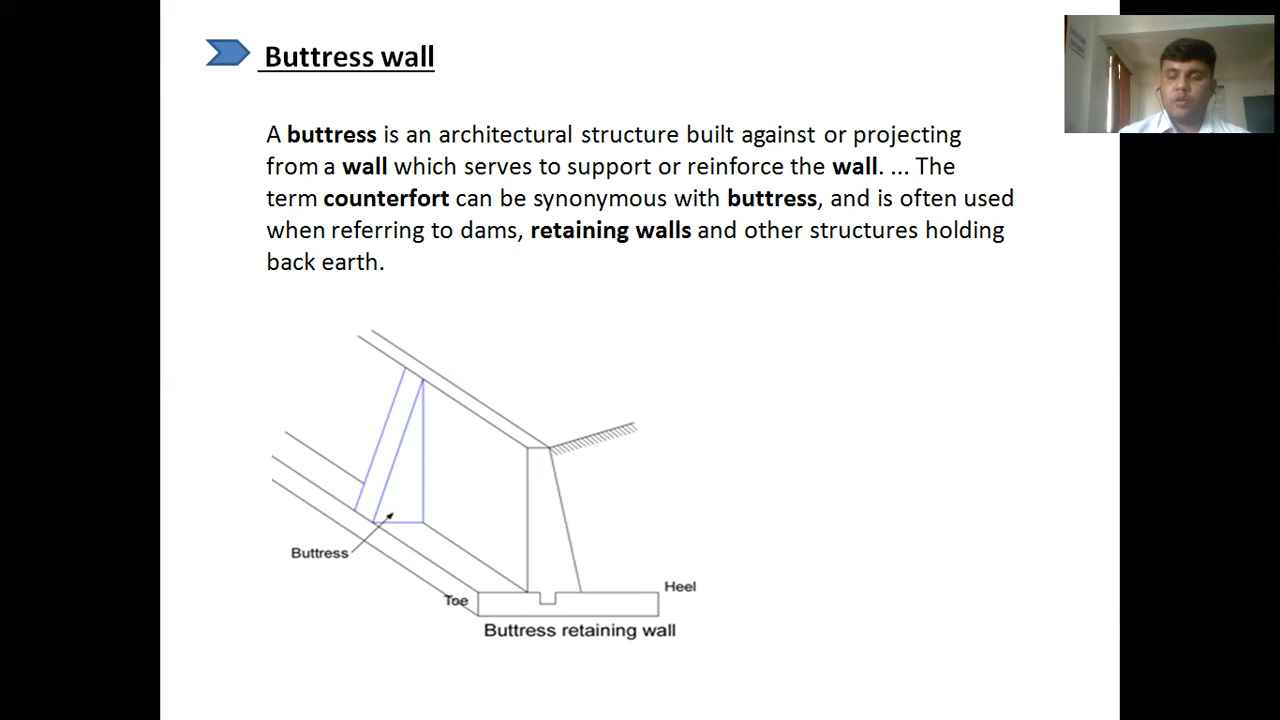 Buttress wall
A buttress is an architectural structure built against or projecting
from a wall which serves to support or reinforce the wall. ... The
term counterfort can be synonymous with buttress, and is often used
when referring to dams, retaining walls and other structures holding
back earth.
Buttress
Toe
Heel
Buttress retaining wall